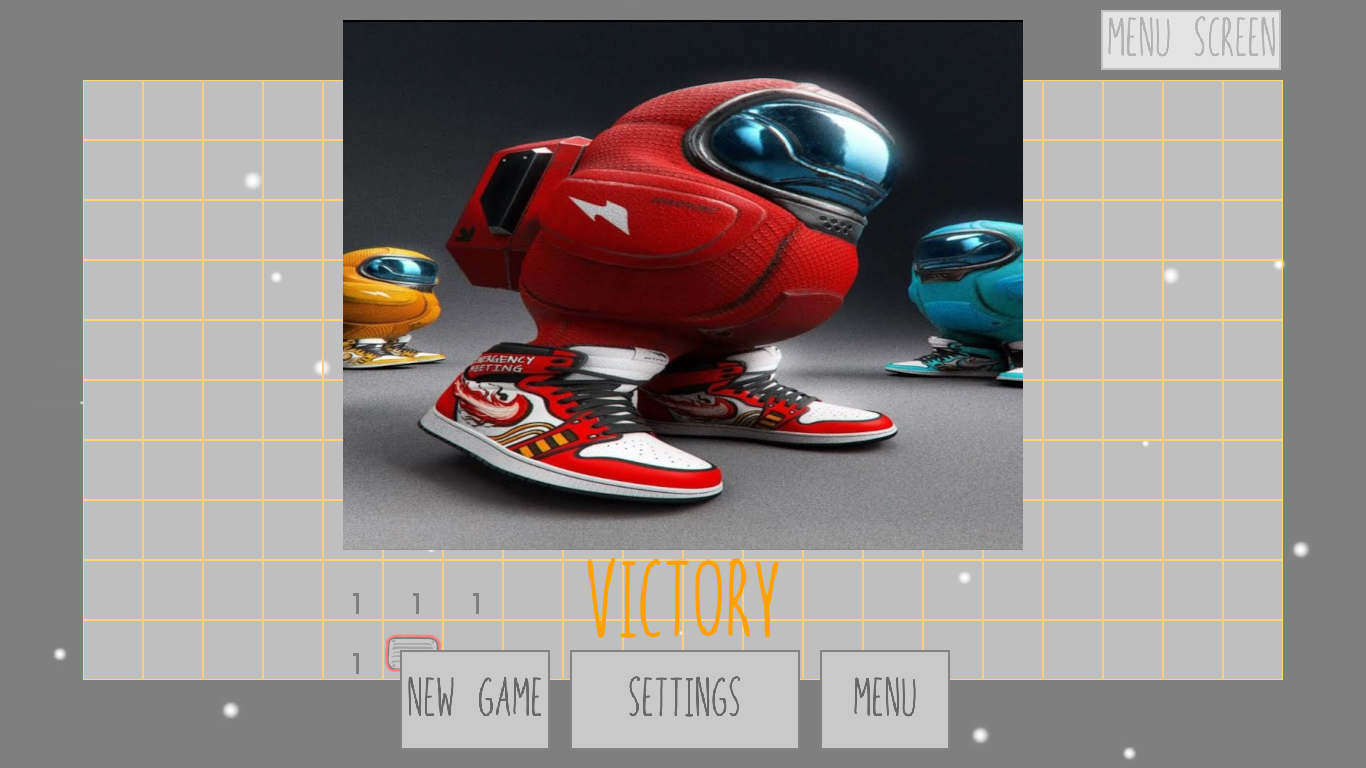 MENU SCREEN
EMERGENCY
MEETING
VICTORY
1 1 1
1
NEW GAME
SETTINGS
MENU